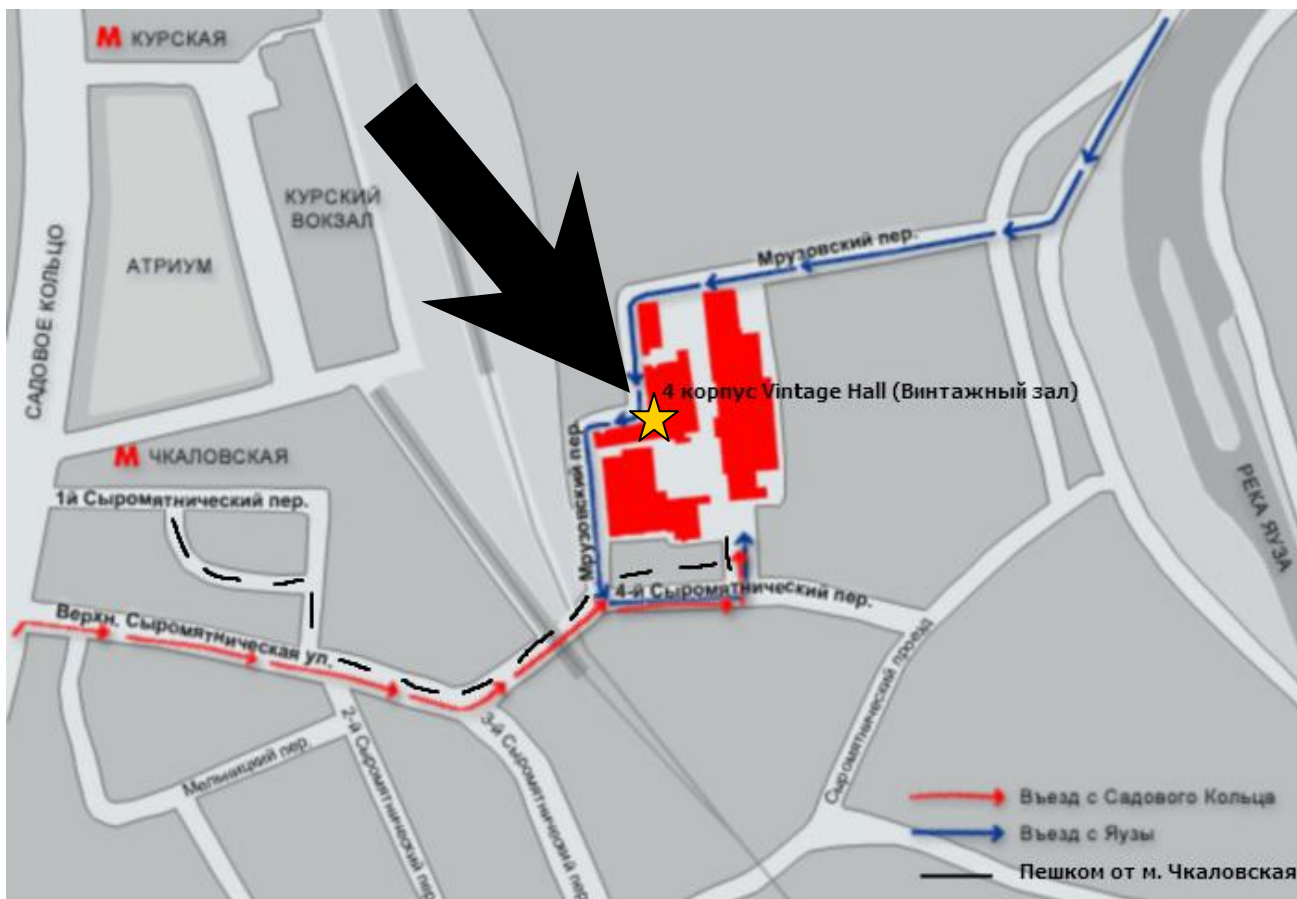 М КУРСКАЯ
КУРСКИЙ
ВОКЗАЛ
АТРИУМ
САДОВОЕ КОЛЬЦО
Мрузовский пер.
4 корпус Vintage Hall (Винтажный зал)
М ЧКАЛОВСКАЯ
1й Сыромятнический пер.
Мрузовский пер.
РЕКА ЯУЗА
4-й Сыромятнический пер.
Верхн. Сыромятническая ул.
2-й Сыромятнический пер.
3-й Сыромятнический пер.
Мельницкий пер.
Сыромятнический проезд
Въезд с Садового Кольца
Въезд с Яузы
Пешком от м. Чкаловская